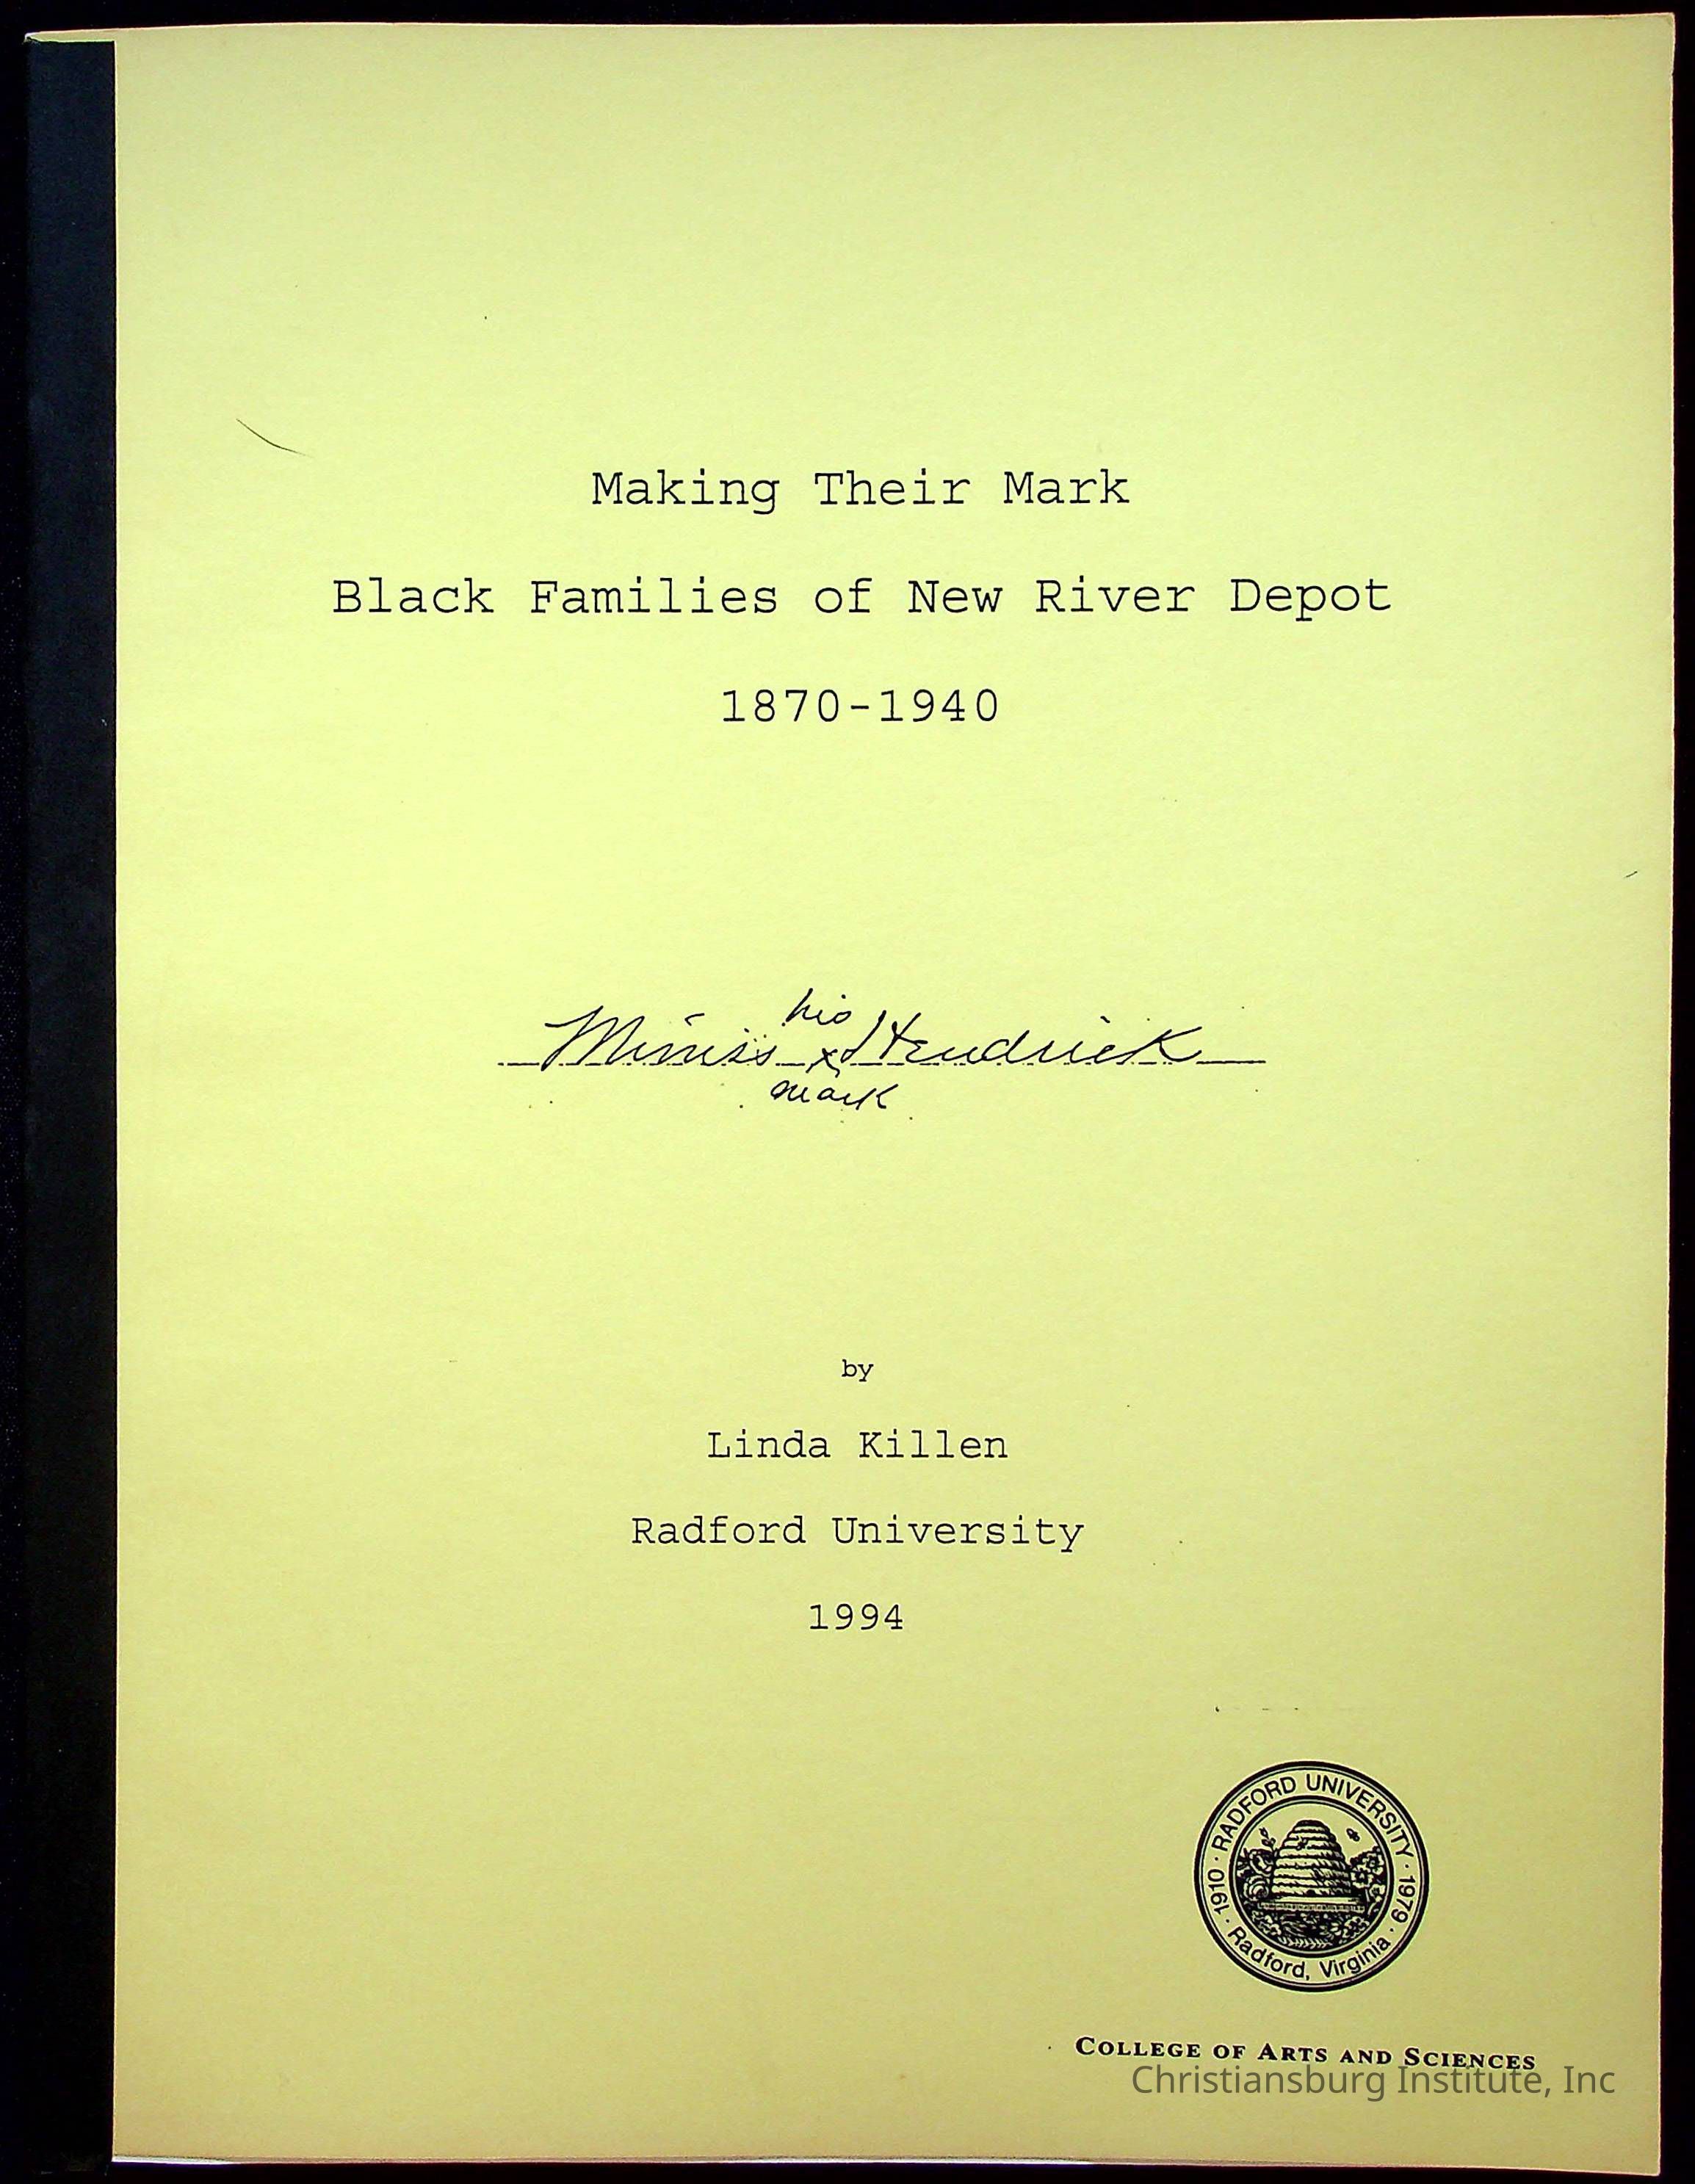 Making Their Mark
Black Families of New River Depot
1870-1940
his
x Hendrick
mark
by
Linda Killen
Radford University
1994
1910 · RADFORD UNIVERSITY · 1979 · Radford, Virginia ·
COLLEGE OF ARTS AND SCIENCES
Christiansburg Institute, Inc